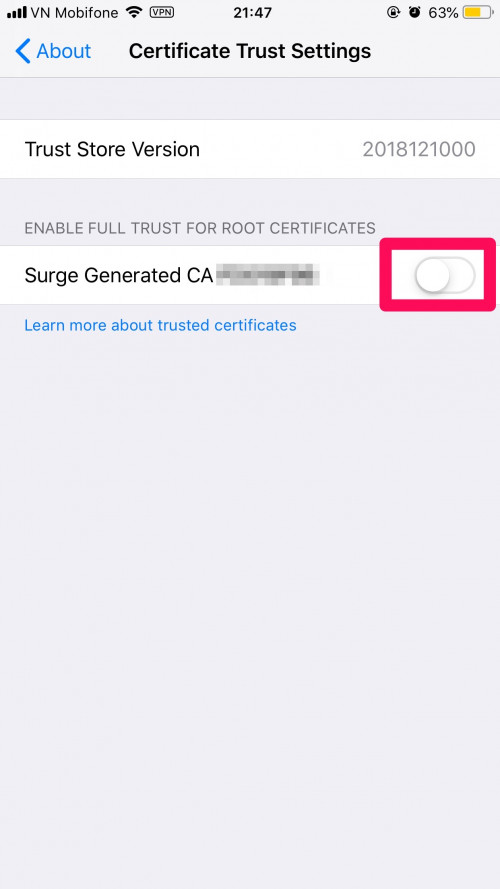 VN Mobifone VPN 21:47 63%
About Certificate Trust Settings
Trust Store Version 2018121000
ENABLE FULL TRUST FOR ROOT CERTIFICATES
Surge Generated CA
Learn more about trusted certificates